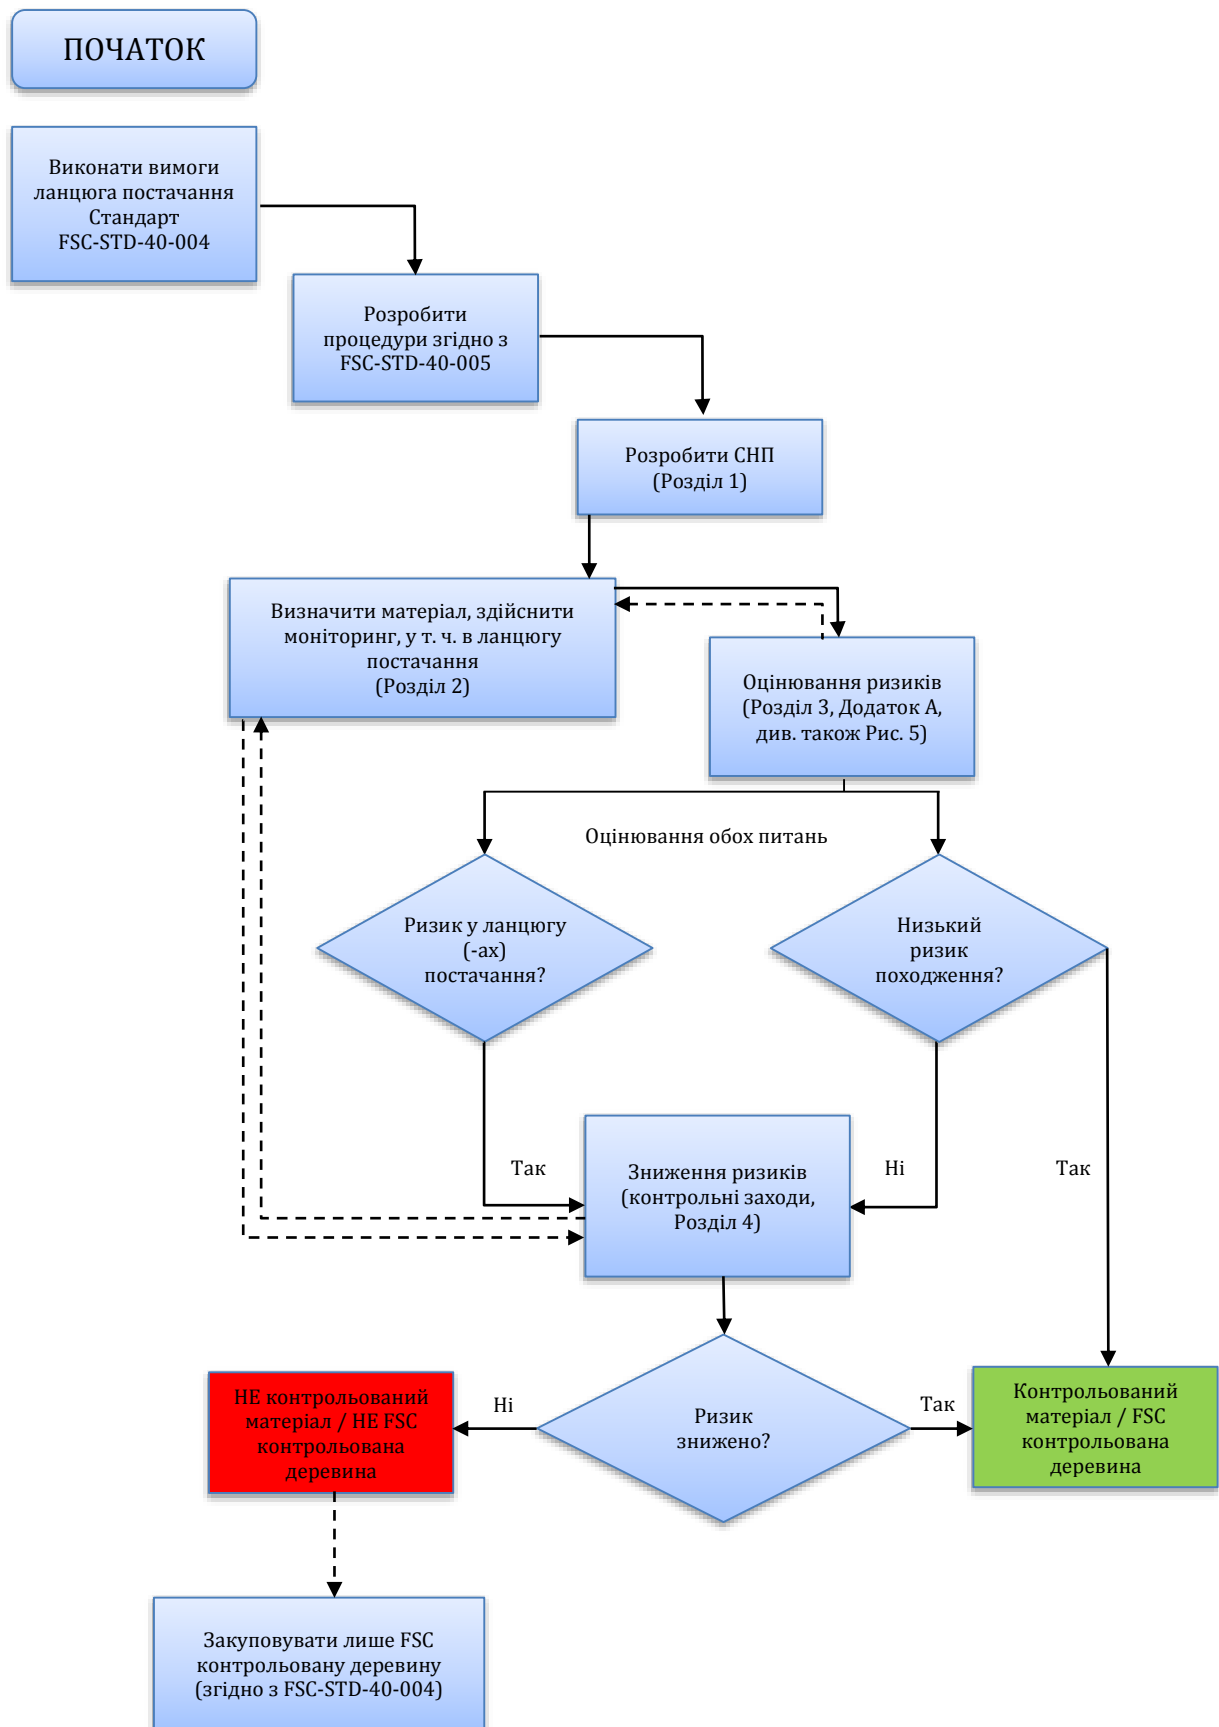 ПОЧАТОК
Виконати вимоги
ланцюга постачання
Стандарт
FSC-STD-40-004
Розробити
процедури згідно з
FSC-STD-40-005
Розробити СНП
(Розділ 1)
Визначити матеріал, здійснити
моніторинг, у т. ч. в ланцюгу
постачання
(Розділ 2)
Оцінювання ризиків
(Розділ 3, Додаток А,
див. також Рис. 5)
Оцінювання обох питань
Ризик у ланцюгу
(-ах)
постачання?
Низький
ризик
походження?
Так
Зниження ризиків
(контрольні заходи,
Розділ 4)
Ні
Так
НЕ контрольований
матеріал / НЕ FSC
контрольована
деревина
Ні
Ризик
знижено?
Так
Контрольований
матеріал / FSC
контрольована
деревина
Закуповувати лише FSC
контрольовану деревину
(згідно з FSC-STD-40-004)